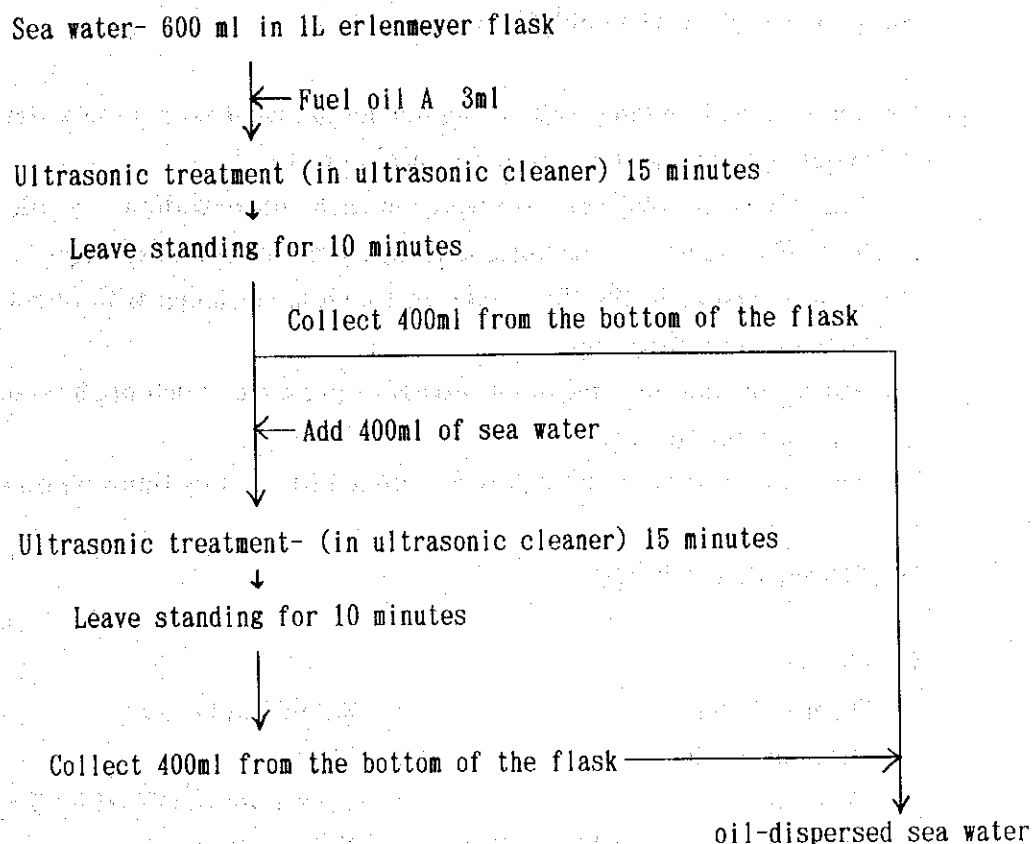 Sea water- 600 ml in 1L erlenmeyer flask
Fuel oil A 3ml
Ultrasonic treatment (in ultrasonic cleaner) 15 minutes
Leave standing for 10 minutes
Collect 400ml from the bottom of the flask
Add 400ml of sea water
Ultrasonic treatment- (in ultrasonic cleaner) 15 minutes
Leave standing for 10 minutes
Collect 400ml from the bottom of the flask
oil-dispersed sea water